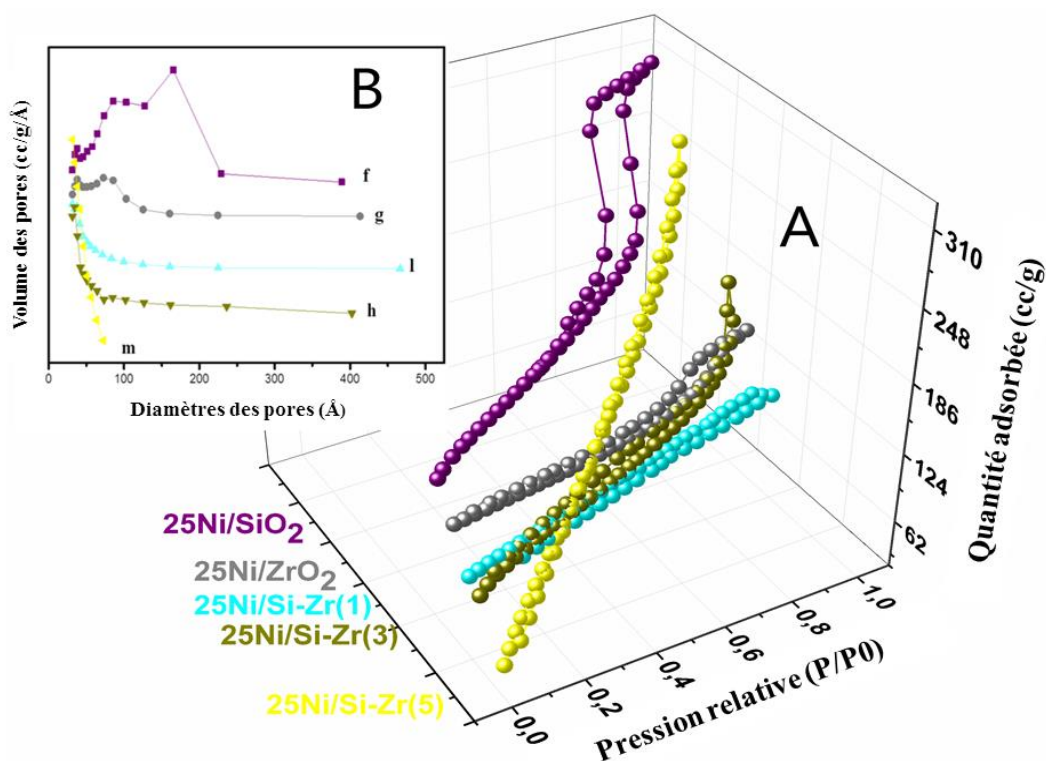 B
Volume des pores (cc/g/Å)
f
g
l
h
m
0
100
200
300
400
500
Diamètres des pores (Å)
A
310
248
186
124
62
Quantité adsorbée (cc/g)
25Ni/SiO2
25Ni/ZrO2
25Ni/Si-Zr(1)
25Ni/Si-Zr(3)
25Ni/Si-Zr(5)
0,0
0,2
0,4
0,6
0,8
1,0
Pression relative (P/P0)